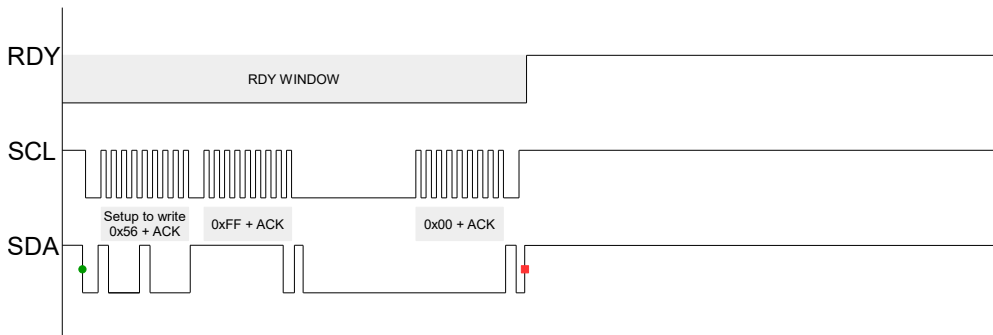 RDY
RDY WINDOW
SCL
Setup to write
0x56 + ACK
0xFF + ACK
0x00 + ACK
SDA